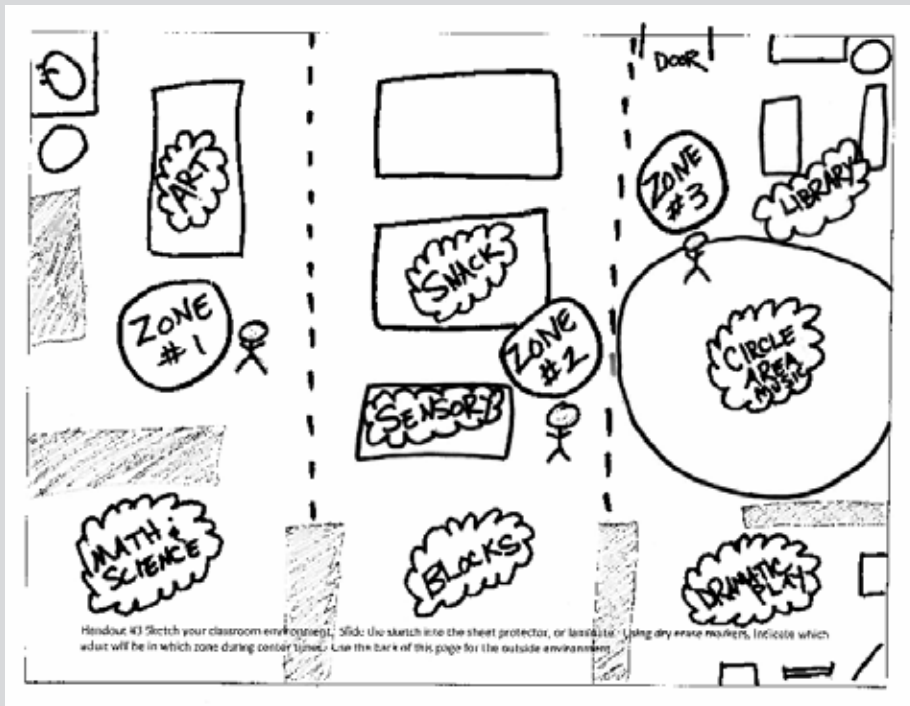 DOOR
ART
ZONE
#3
LIBRARY
SNACK
ZONE
#1
ZONE
#2
CIRCLE
AREA
MUSIC
SENSORY
MATH &
SCIENCE
BLOCKS
DRAMATIC
PLAY
Handout #3 Sketch your classroom environment. Slide the sketch into the sheet protector, or laminate. Using dry erase markers, indicate which
adult will be in which zone during center times. Use the back of this page for the outside environment